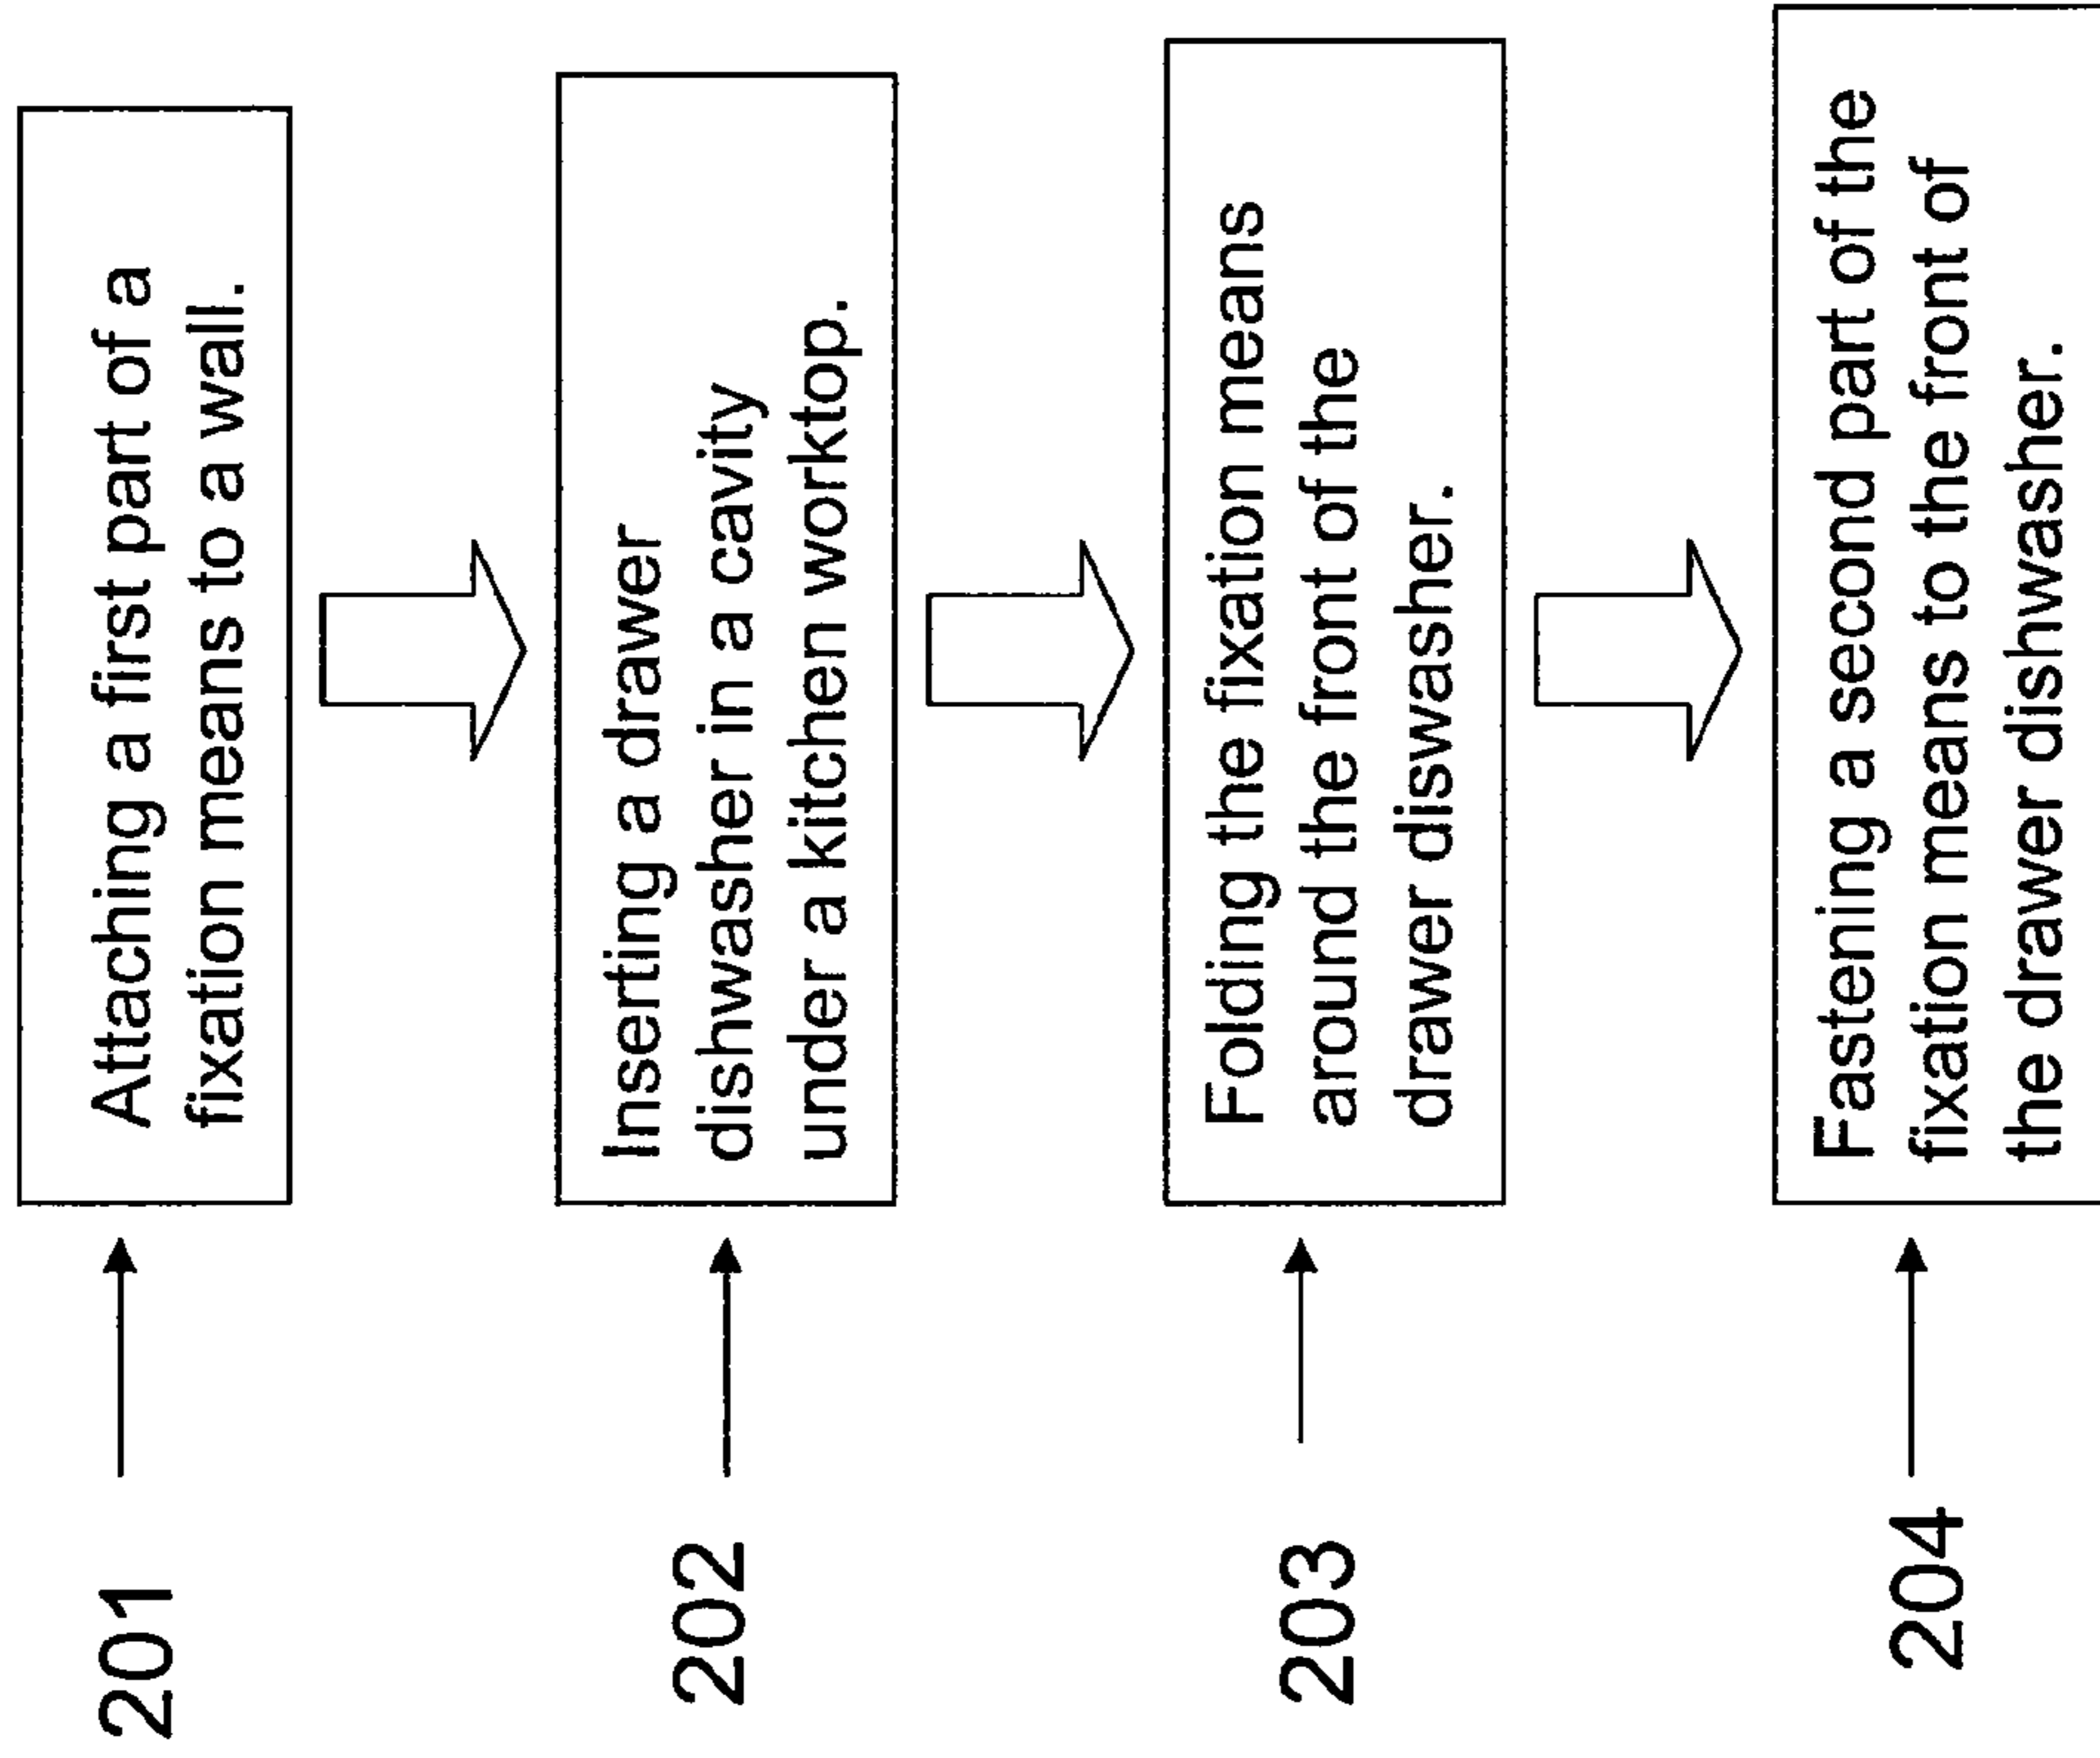 201
Attaching a first part of a
fixation means to a wall.
202
Inserting a drawer
dishwasher in a cavity
under a kitchen worktop.
203
Folding the fixation means
around the front of the
drawer diswasher.
204
Fastening a second part of the
fixation means to the front of
the drawer dishwasher.